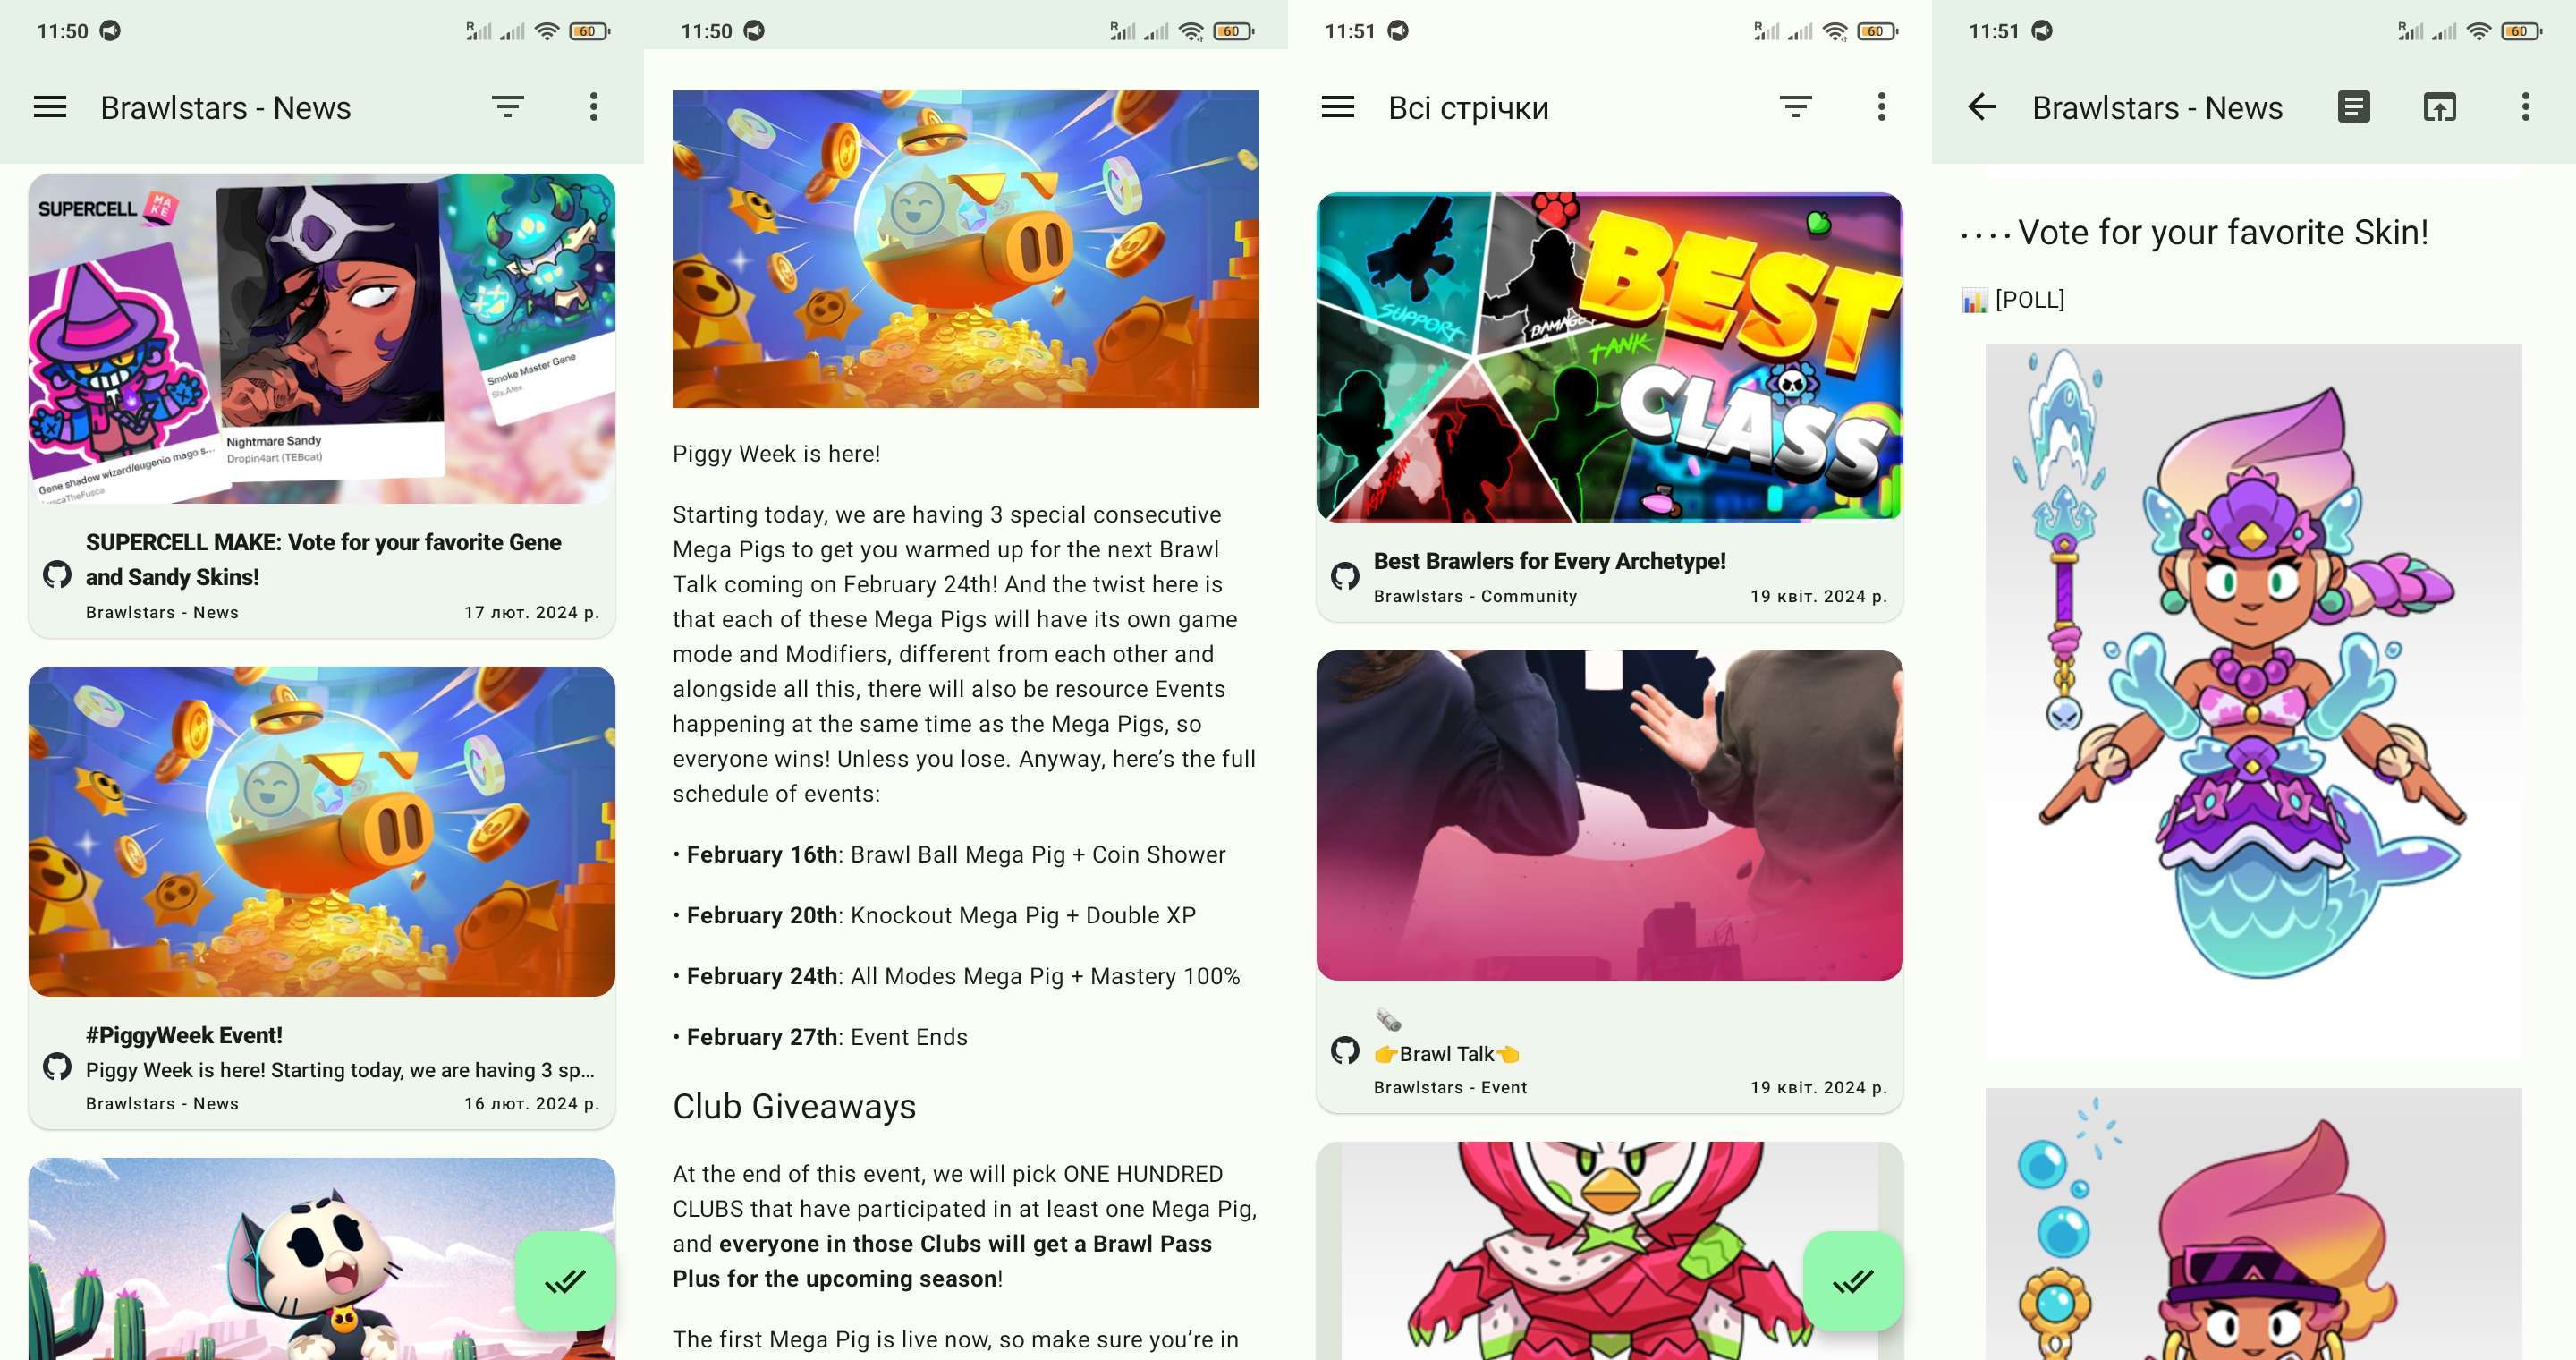 11:50
R
60
Brawlstars - News
SUPERCELL
MAKE
Smoke Master Gene
Nightmare Sandy
Dropin4art (TEBcat)
Gene shadow wizard/eugenio mago s...
SUPERCELL MAKE: Vote for your favorite Gene
and Sandy Skins!
Brawlstars - News
17 лют. 2024 р.
#PiggyWeek Event!
Piggy Week is here! Starting today, we are having 3 sp...
Brawlstars - News
16 лют. 2024 р.
11:50
R
60
Piggy Week is here!
Starting today, we are having 3 special consecutive
Mega Pigs to get you warmed up for the next Brawl
Talk coming on February 24th! And the twist here is
that each of these Mega Pigs will have its own game
mode and Modifiers, different from each other and
alongside all this, there will also be resource Events
happening at the same time as the Mega Pigs, so
everyone wins! Unless you lose. Anyway, here’s the full
schedule of events:
• February 16th: Brawl Ball Mega Pig + Coin Shower
• February 20th: Knockout Mega Pig + Double XP
• February 24th: All Modes Mega Pig + Mastery 100%
• February 27th: Event Ends
Club Giveaways
At the end of this event, we will pick ONE HUNDRED
CLUBS that have participated in at least one Mega Pig,
and everyone in those Clubs will get a Brawl Pass
Plus for the upcoming season!
The first Mega Pig is live now, so make sure you’re in
11:51
R
60
Всі стрічки
BEST
CLASS
SUPPORT
DAMAGE
TANK
ASSASSIN
Best Brawlers for Every Archetype!
Brawlstars - Community
19 квіт. 2024 р.
🗞️
👉Brawl Talk👈
Brawlstars - Event
19 квіт. 2024 р.
11:51
R
60
Brawlstars - News
····Vote for your favorite Skin!
📊 [POLL]